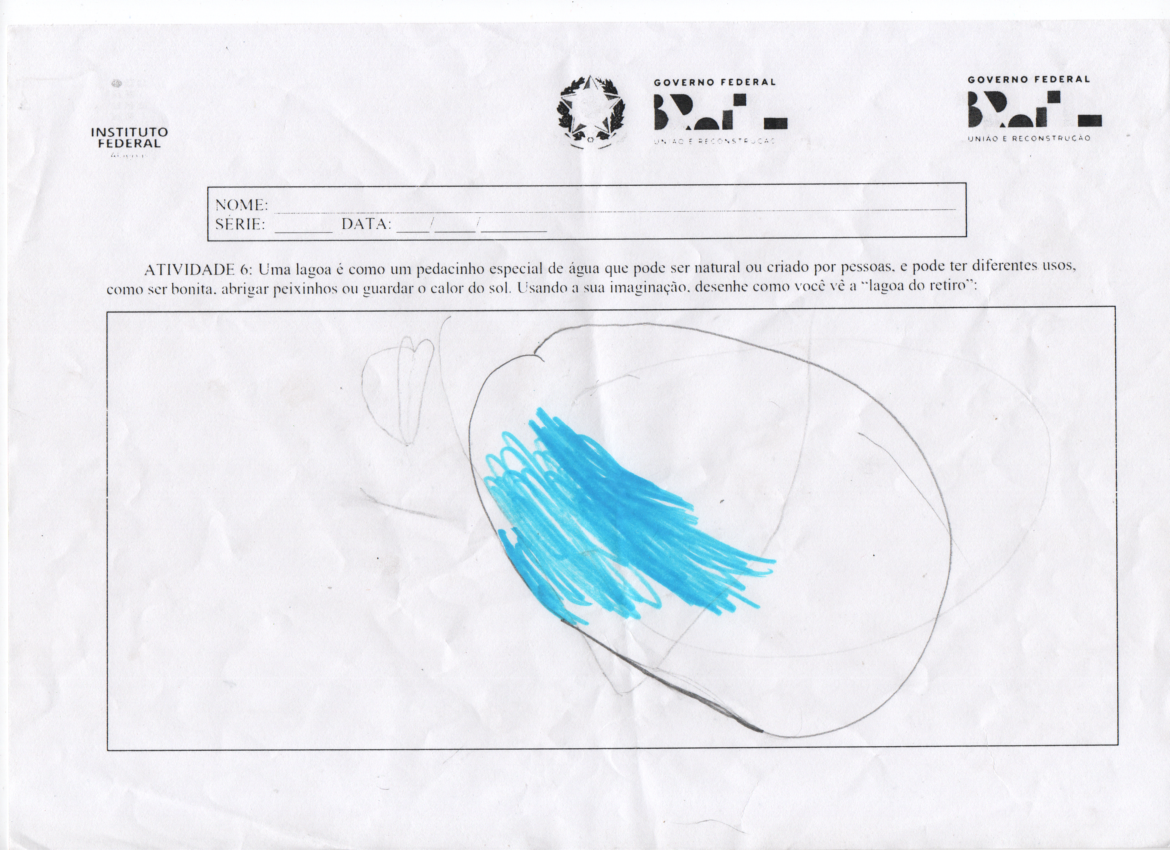 INSTITUTO
FEDERAL
GOVERNO FEDERAL
BRASIL
UNIÃO E RECONSTRUÇÃO
GOVERNO FEDERAL
BRASIL
UNIÃO E RECONSTRUÇÃO
NOME: ____________
SÉRIE: ______ DATA: ___/____/_______
ATIVIDADE 6: Uma lagoa é como um pedacinho especial de água que pode ser natural ou criado por pessoas, e pode ter diferentes usos,
como ser bonita, abrigar peixinhos ou guardar o calor do sol. Usando a sua imaginação, desenhe como você vê a “lagoa do retiro”: